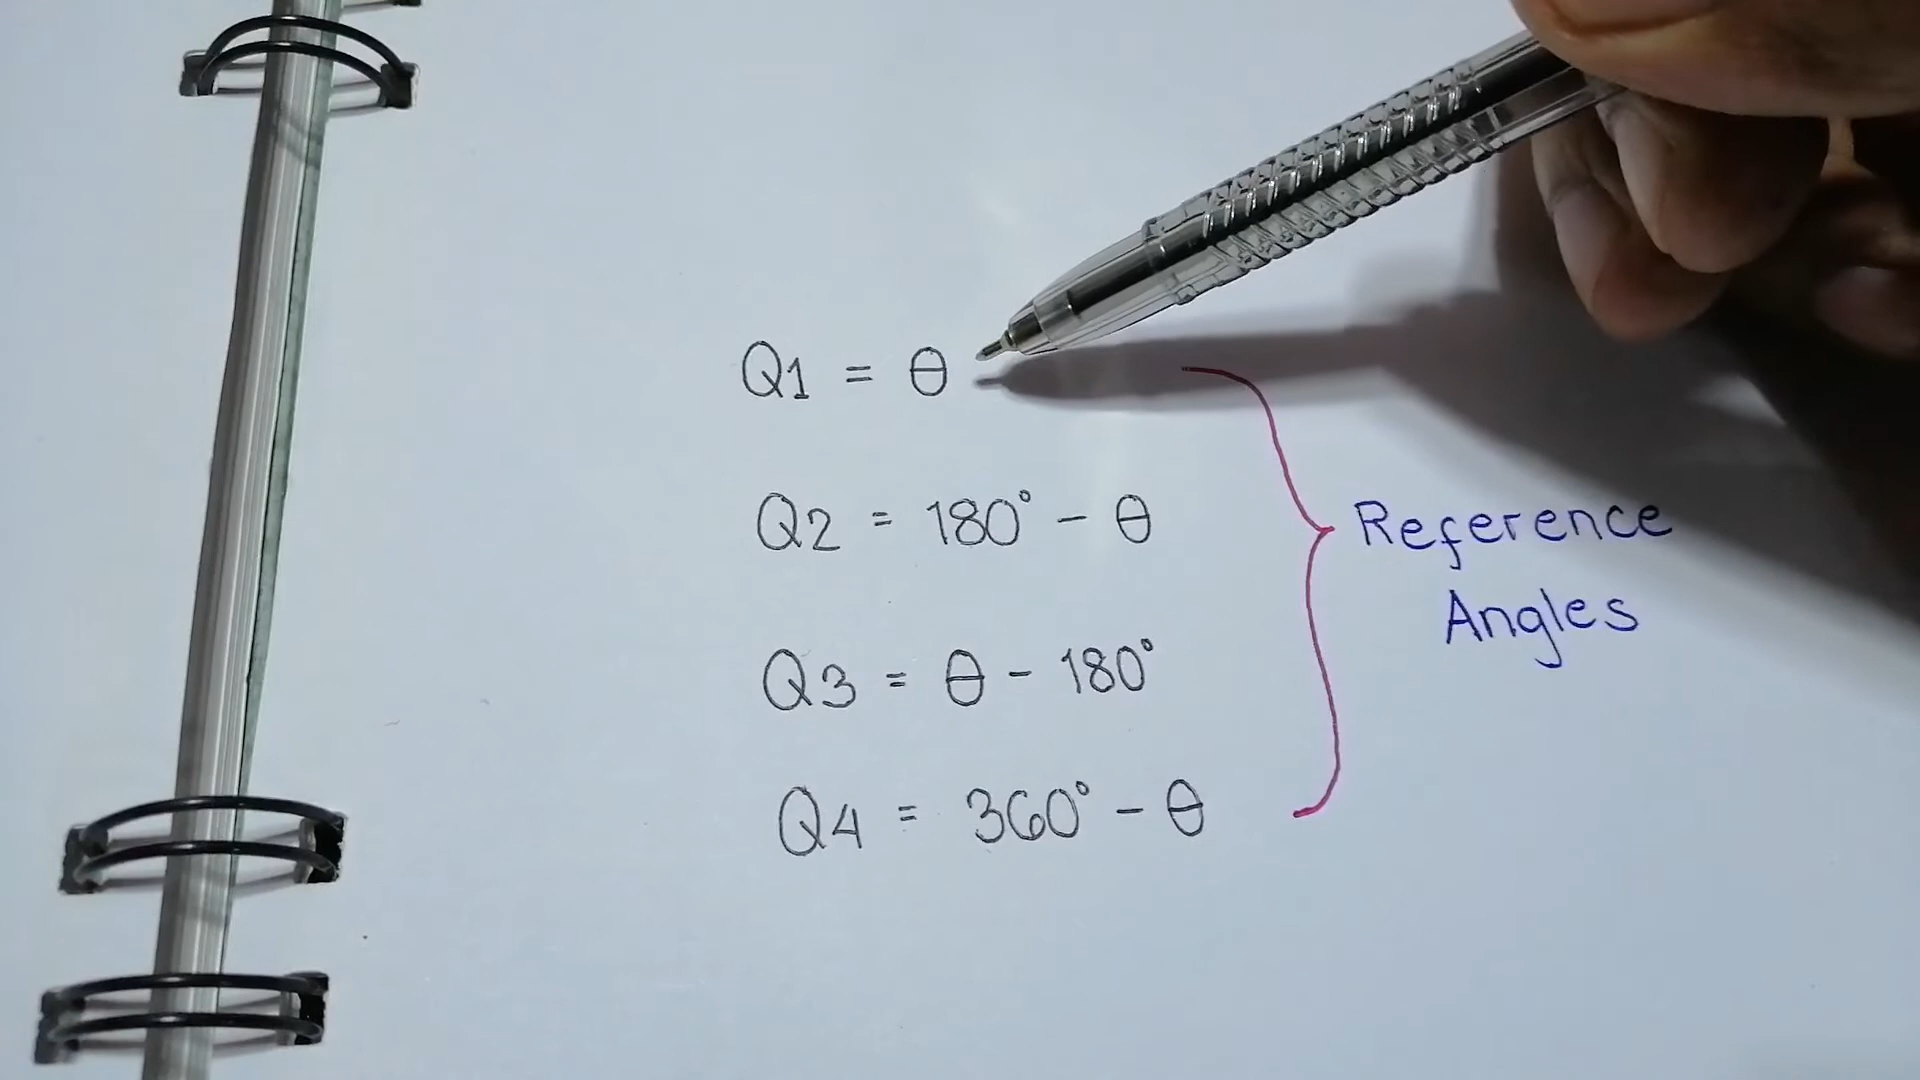 Q1 = θ
Q2 = 180° - θ
Q3 = θ - 180°
Q4 = 360° - θ
Reference
Angles